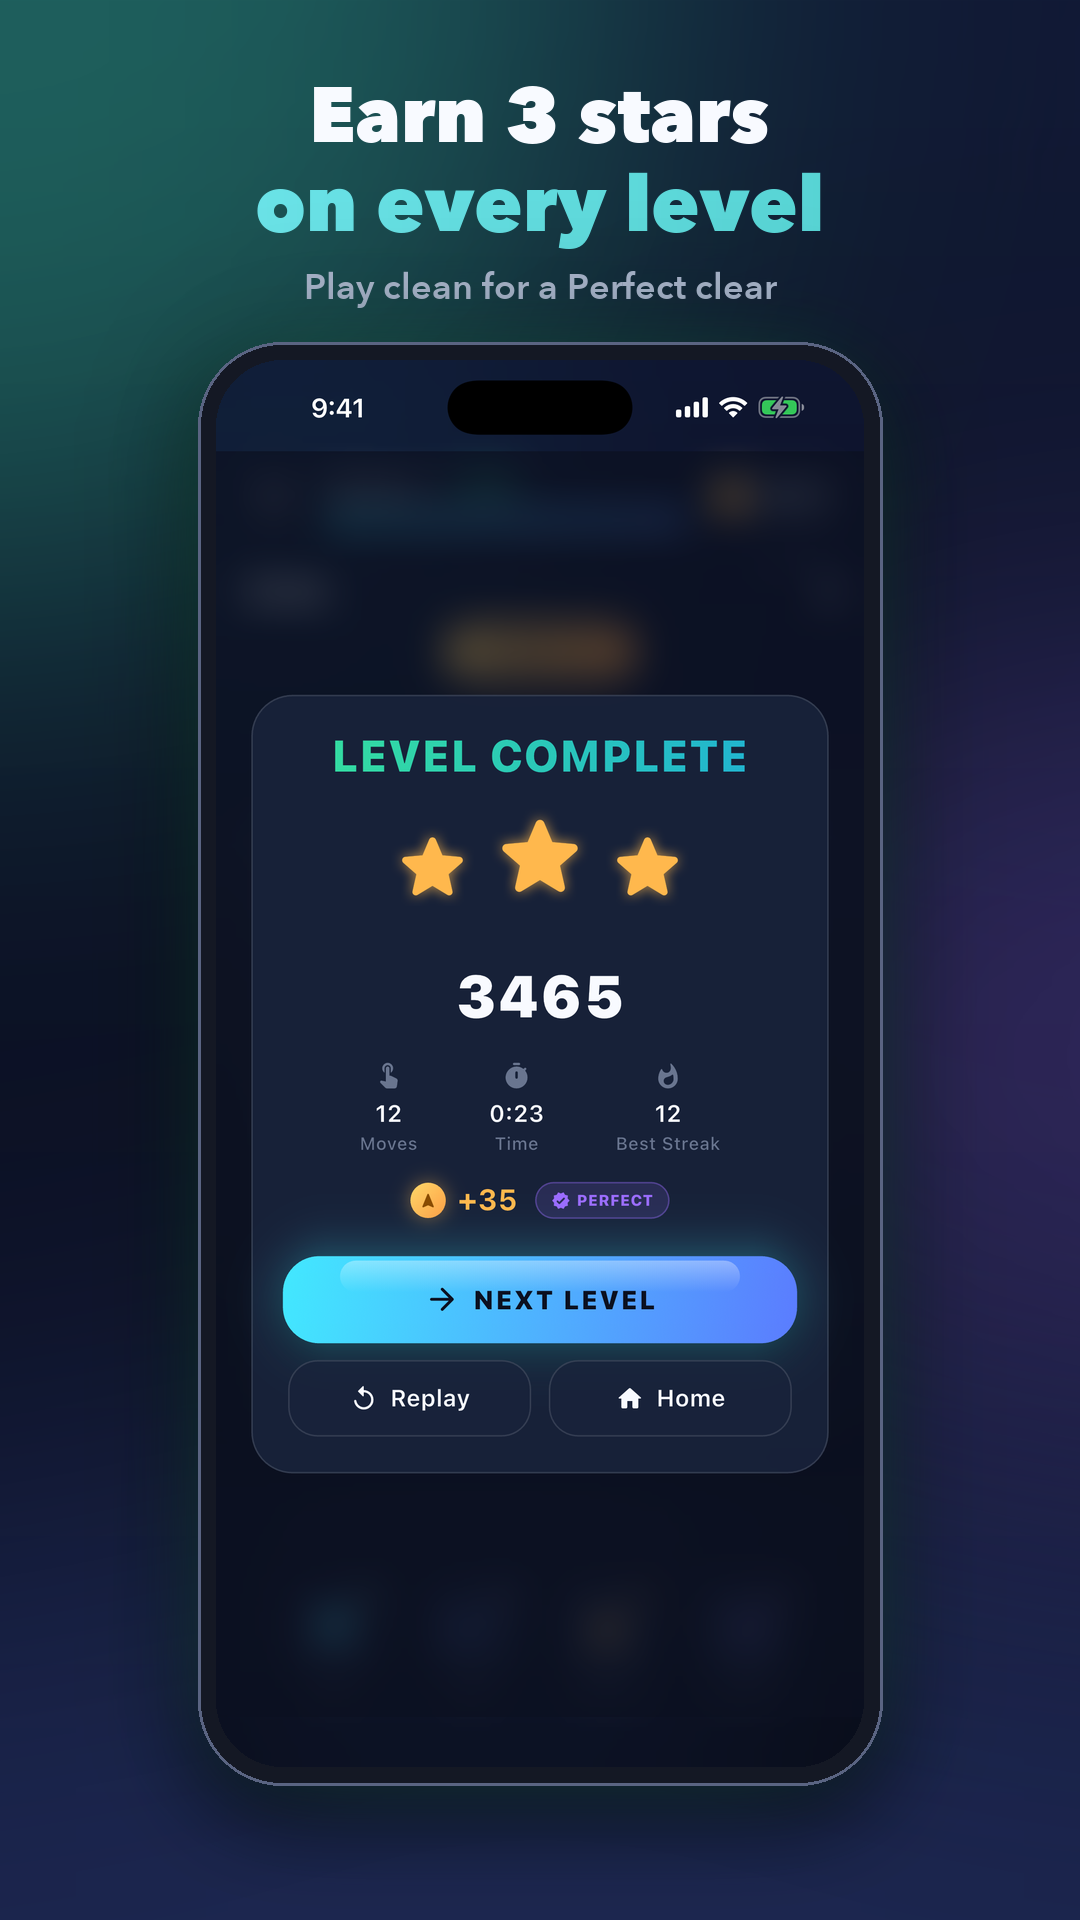 Earn 3 stars
on every level
Play clean for a Perfect clear
9:41
LEVEL COMPLETE
3465
12
0:23
12
Moves
Time
Best Streak
+35
PERFECT
NEXT LEVEL
Replay
Home